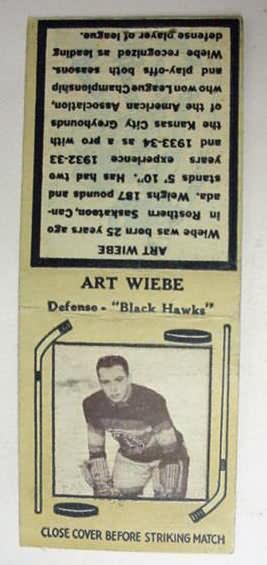 ART WIEBE
Wiebe was born 25 years ago
in Rosthern Saskatoon, Can-
ada. Weighs 187 pounds and
stands 5' 10". Has had two
years experience 1932-33
and 1933-34 as a pro with
the Kansas City Greyhounds
of the American Association,
who won League Championship
and play-offs both seasons.
Wiebe recognized as leading
defense player of league.
ART WIEBE
Defense - "Black Hawks"
CLOSE COVER BEFORE STRIKING MATCH